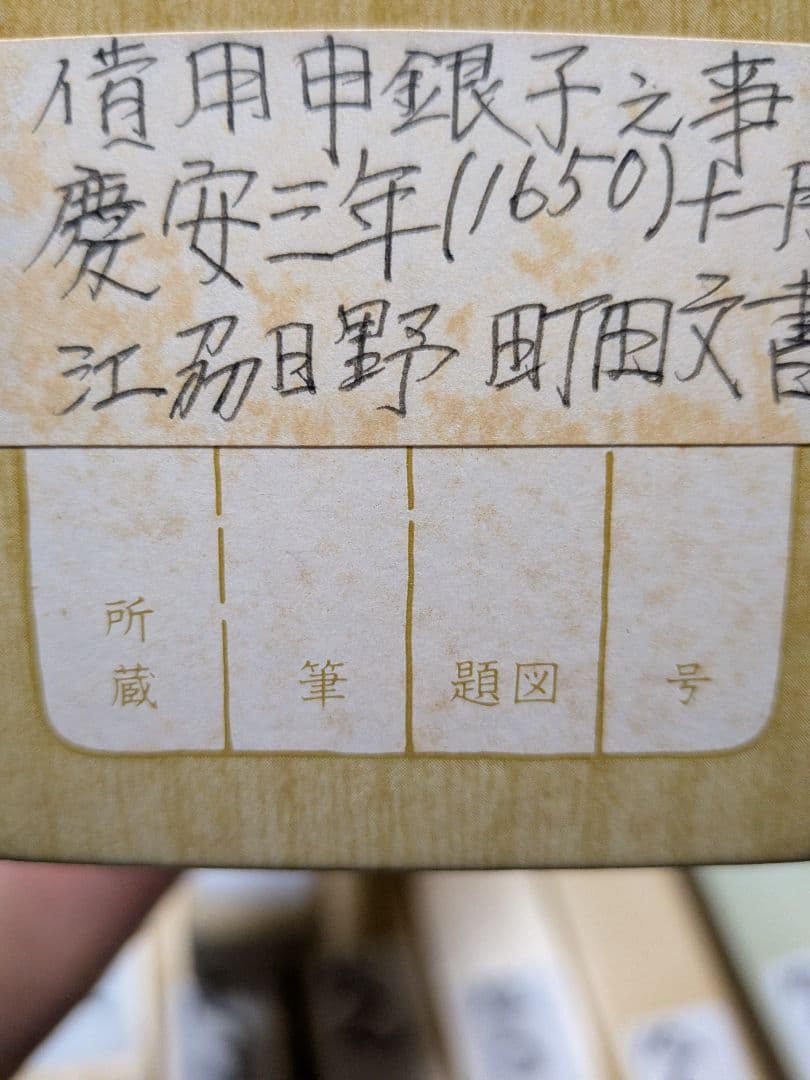 借用申銀子之事
慶安三年(1650)十一月
江刕日野 町田文書
所蔵
筆
題図
号